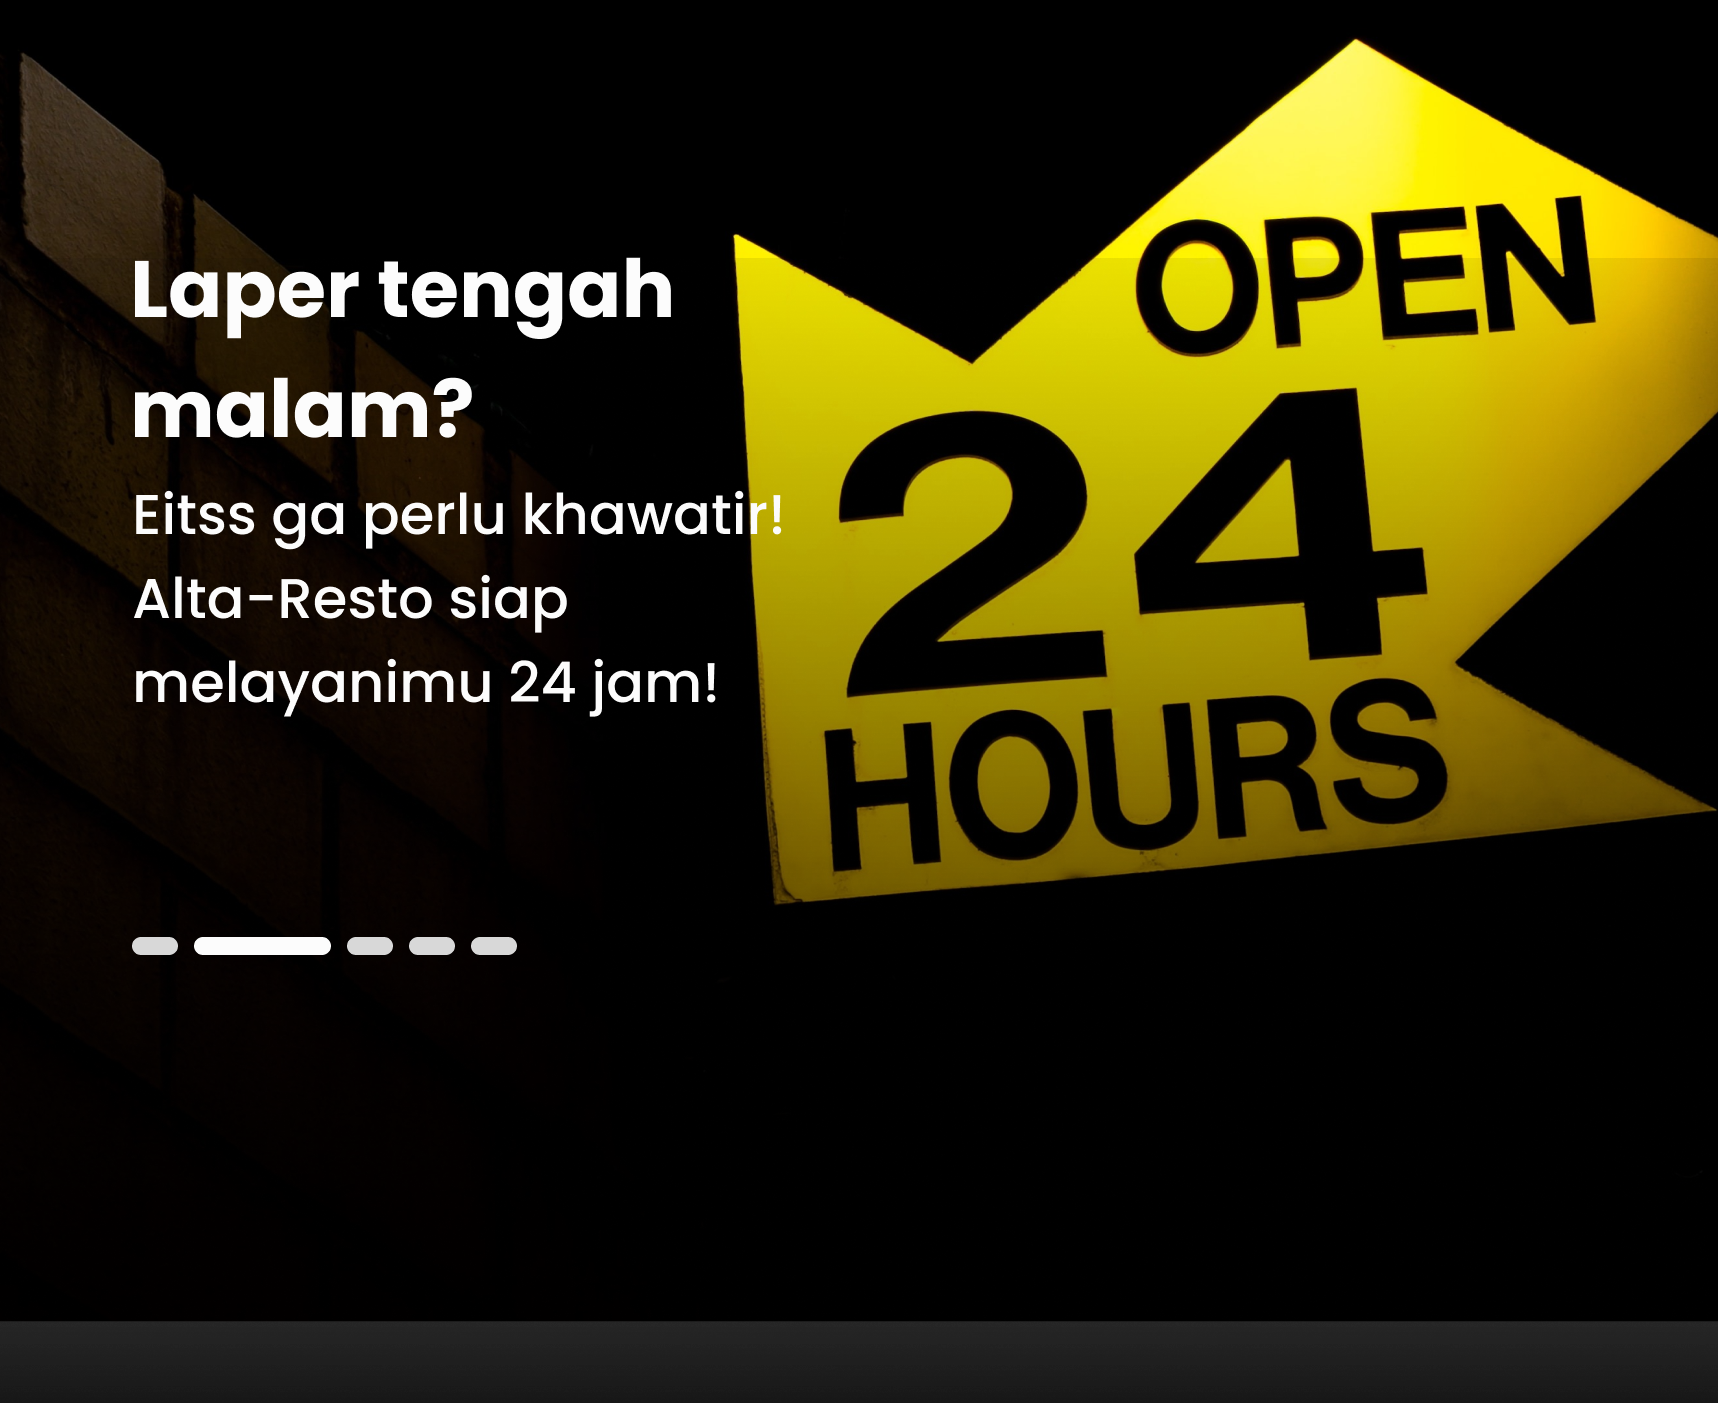 Laper tengah
malam?
Eitss ga perlu khawatir!
Alta-Resto siap
melayanimu 24 jam!
OPEN
24
HOURS